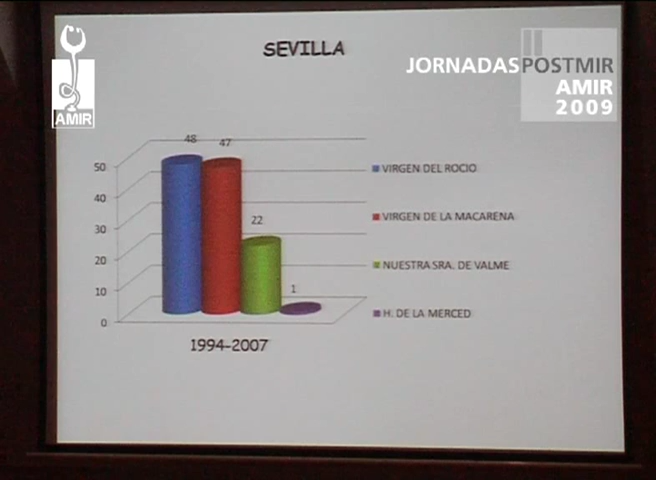 SEVILLA
II
JORNADASPOSTMIR
AMIR
2009
AMIR
48
47
22
1
50
40
30
20
10
0
VIRGEN DEL ROCIO
VIRGEN DE LA MACARENA
NUESTRA SRA. DE VALME
H. DE LA MERCED
1994-2007